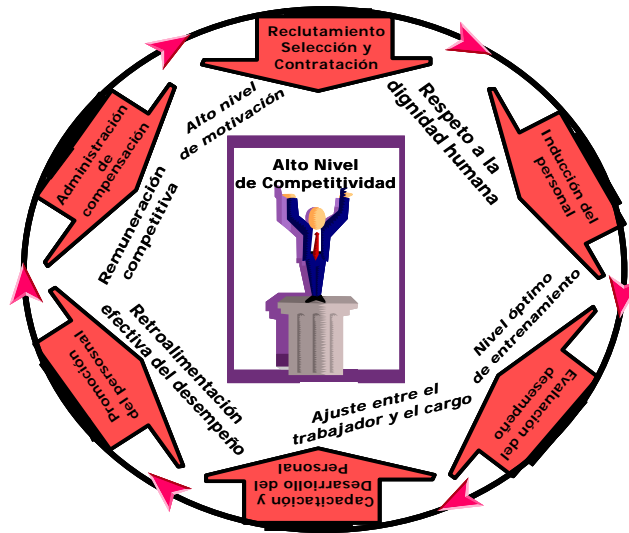 Reclutamiento
Selección y
Contratación
Respeto a la
dignidad humana
Inducción del
personal
Nivel óptimo
de entrenamiento
Evaluación del
desempeño
Ajuste entre el
trabajador y el cargo
Capacitación y
Desarriollo del
Personal
Retroalimentación
efectiva del desempeño
Promoción
del persosnal
Remuneración
competitiva
Administración
de
compensación
Alto nivel
de motivación
Alto Nivel
de Competitividad